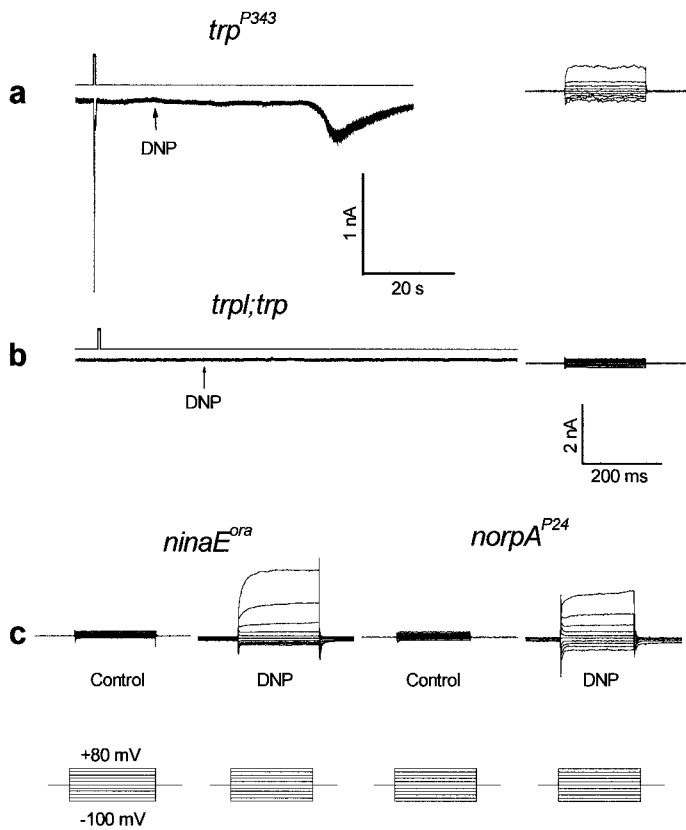 trp^P343
a
DNP
1 nA
20 s
trpl;trp
b
DNP
2 nA
200 ms
ninaE^ora
norpA^P24
c
Control
DNP
Control
DNP
+80 mV
-100 mV